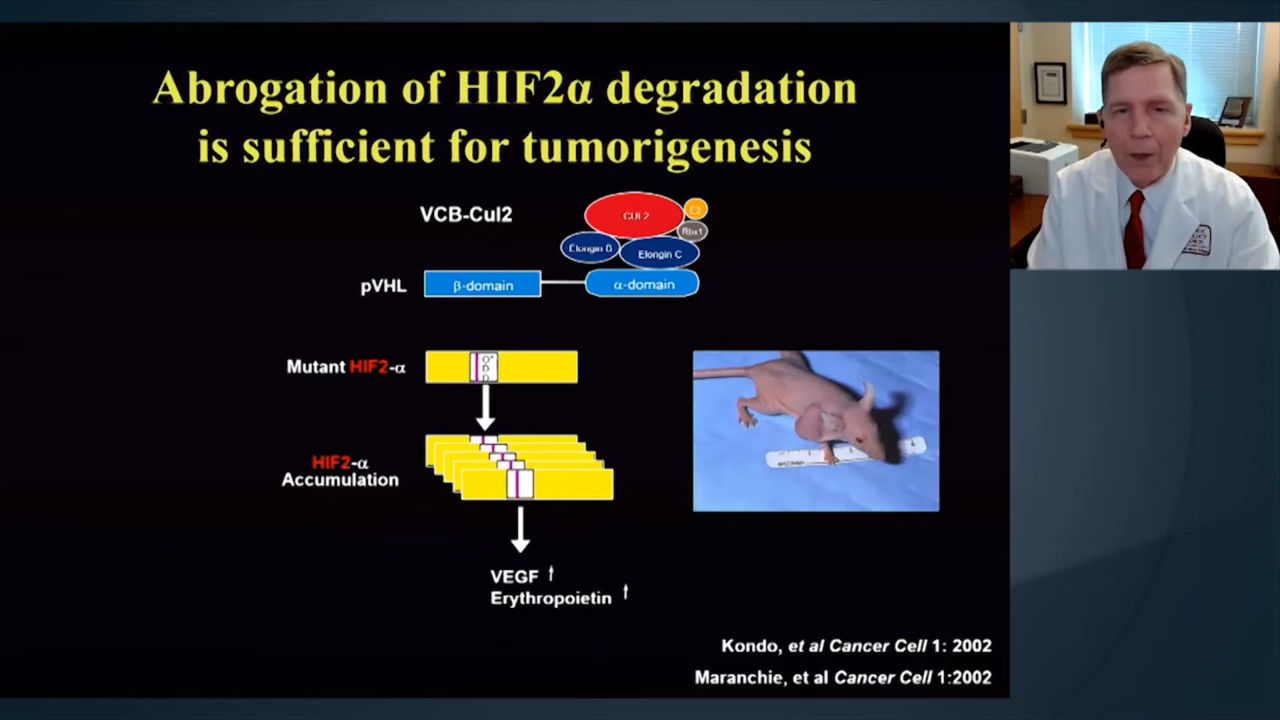 Abrogation of HIF2α degradation
is sufficient for tumorigenesis
VCB-Cul2
CUL2
E2
Rbx1
Elongin B
Elongin C
pVHL
β-domain
α-domain
Mutant HIF2-α
HIF2-α
Accumulation
VEGF ↑
Erythropoietin ↑
Kondo, et al Cancer Cell 1: 2002
Maranchie, et al Cancer Cell 1:2002